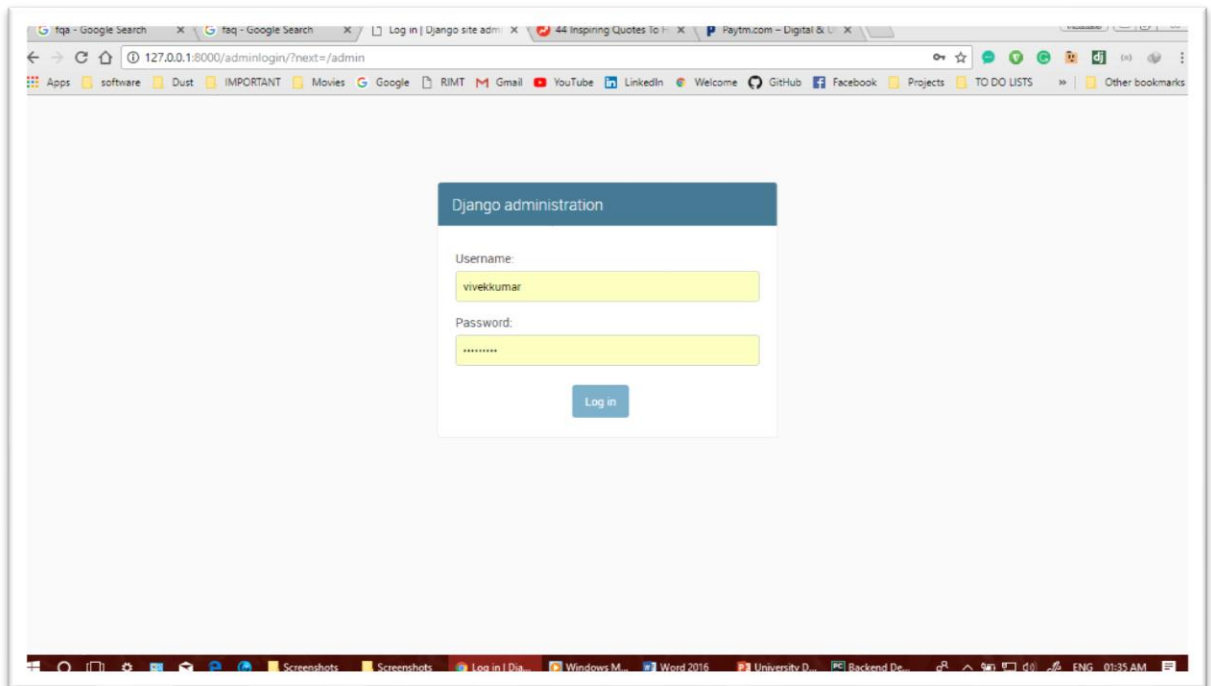 fqa - Google Search faq - Google Search Log in | Django site adm 44 Inspiring Quotes To F Paytm.com – Digital & U
127.0.0.1:8000/adminlogin/?next=/admin
Apps software Dust IMPORTANT Movies Google RIMT Gmail YouTube LinkedIn Welcome GitHub Facebook Projects TO DO LISTS » Other bookmarks
Django administration
Username:
vivekkumar
Password:
•••••••••
Log in
Screenshots Screenshots Log in | Dja... Windows M... Word 2016 University D... Backend De... ENG 01:35 AM